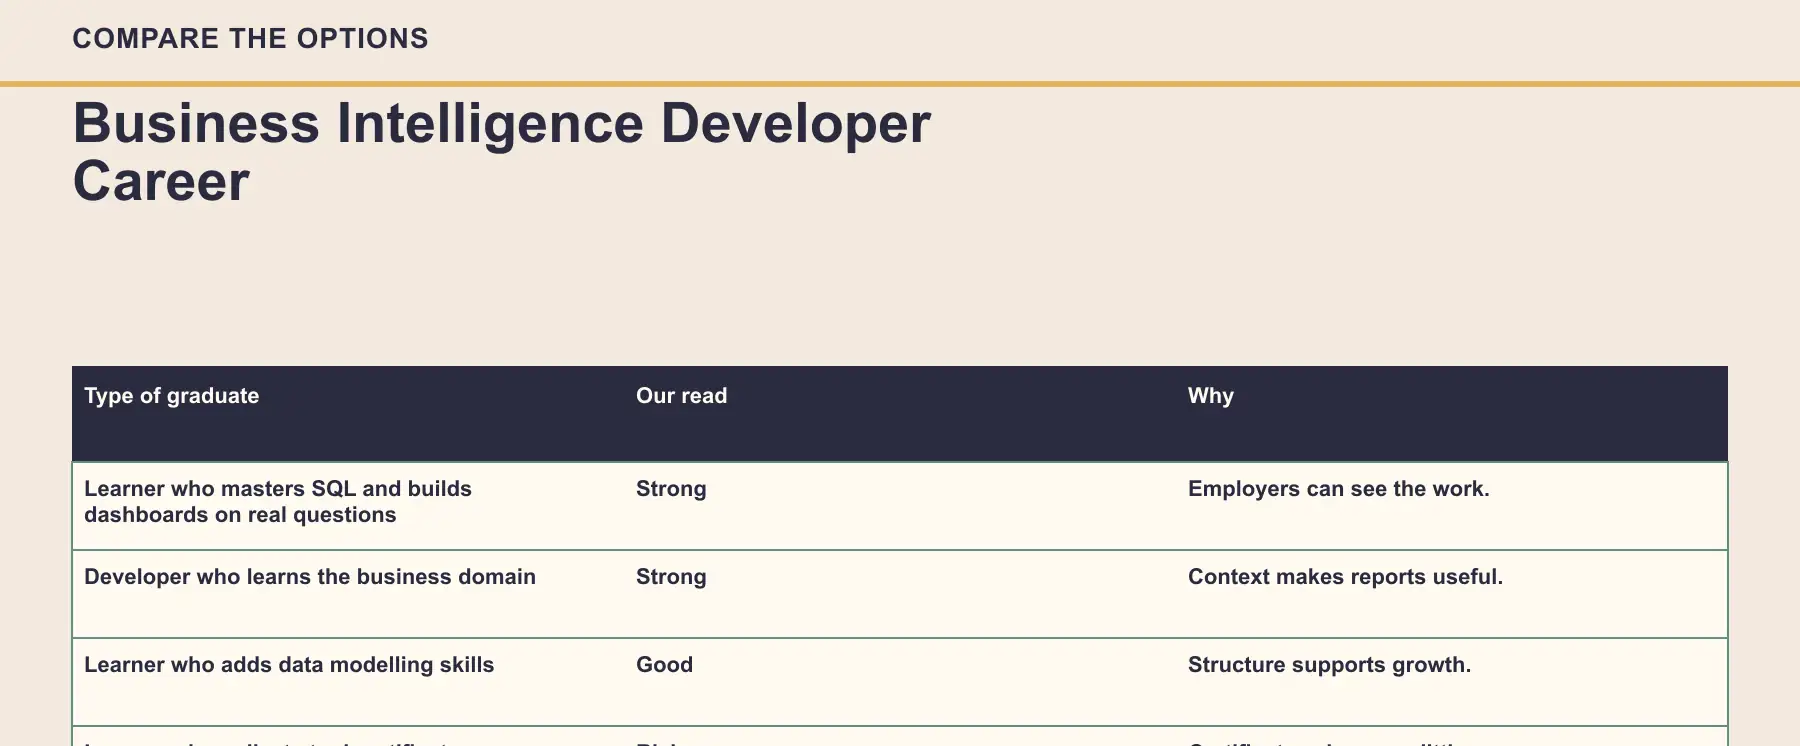 COMPARE THE OPTIONS
Business Intelligence Developer
Career
Type of graduate Our read Why
Learner who masters SQL and builds
dashboards on real questions Strong Employers can see the work.
Developer who learns the business domain Strong Context makes reports useful.
Learner who adds data modelling skills Good Structure supports growth.